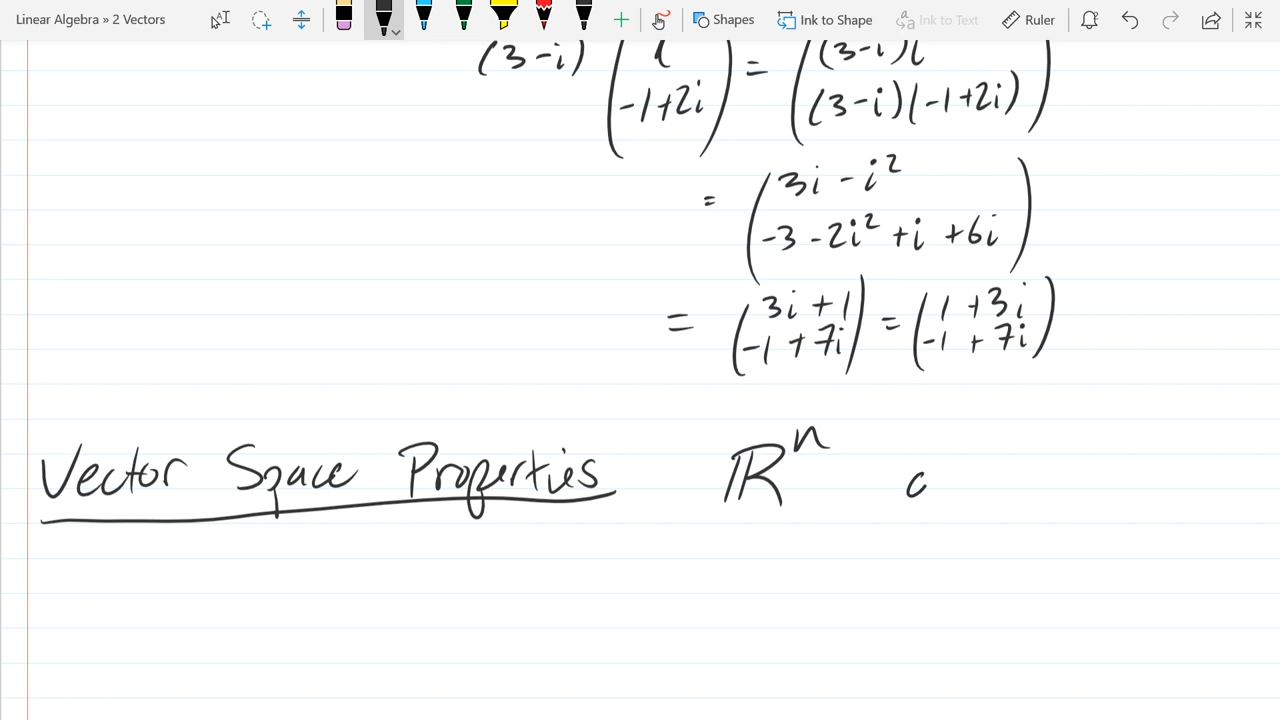 Linear Algebra » 2 Vectors Shapes Ink to Shape Ink to Text Ruler
(3-i) ( i = ( (3-i)i
-1+2i ) (3-i)(-1+2i) )
= ( 3i - i²
-3 -2i² +i +6i )
= ( 3i + 1 ) = ( 1 + 3i )
( -1 + 7i ) ( -1 + 7i )
Vector Space Properties ℝⁿ